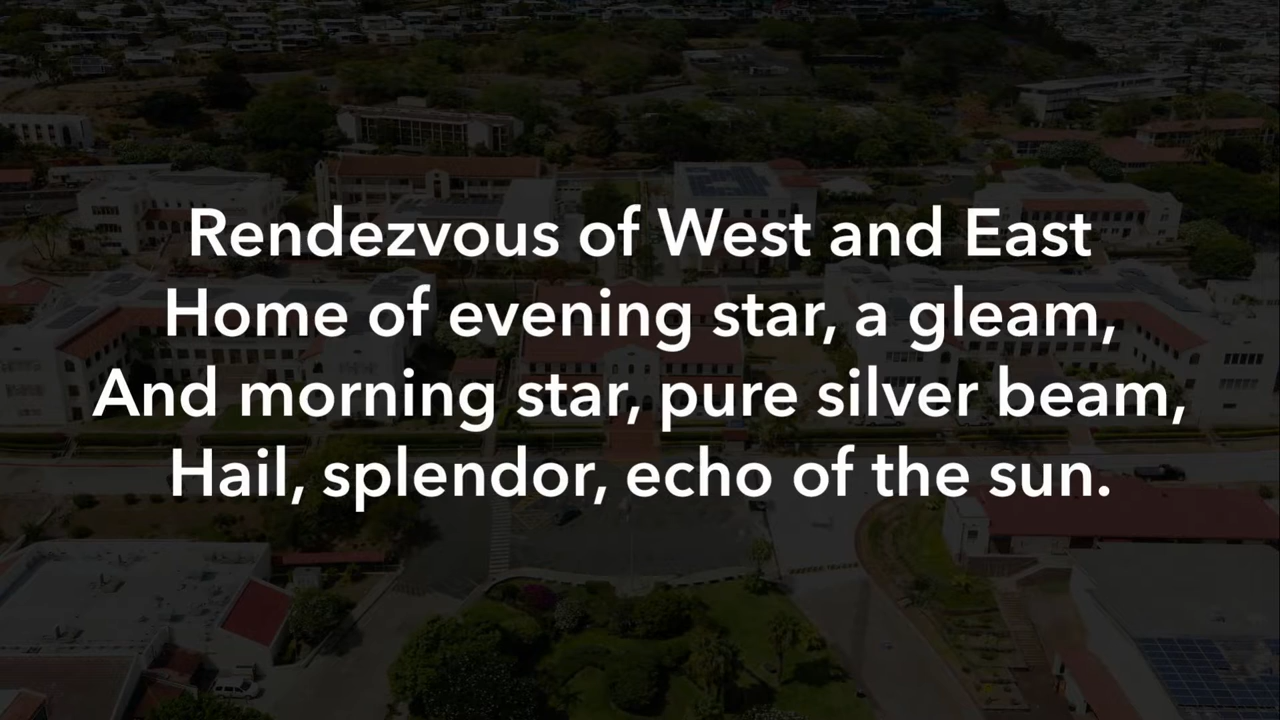 Rendezvous of West and East
Home of evening star, a gleam,
And morning star, pure silver beam,
Hail, splendor, echo of the sun.